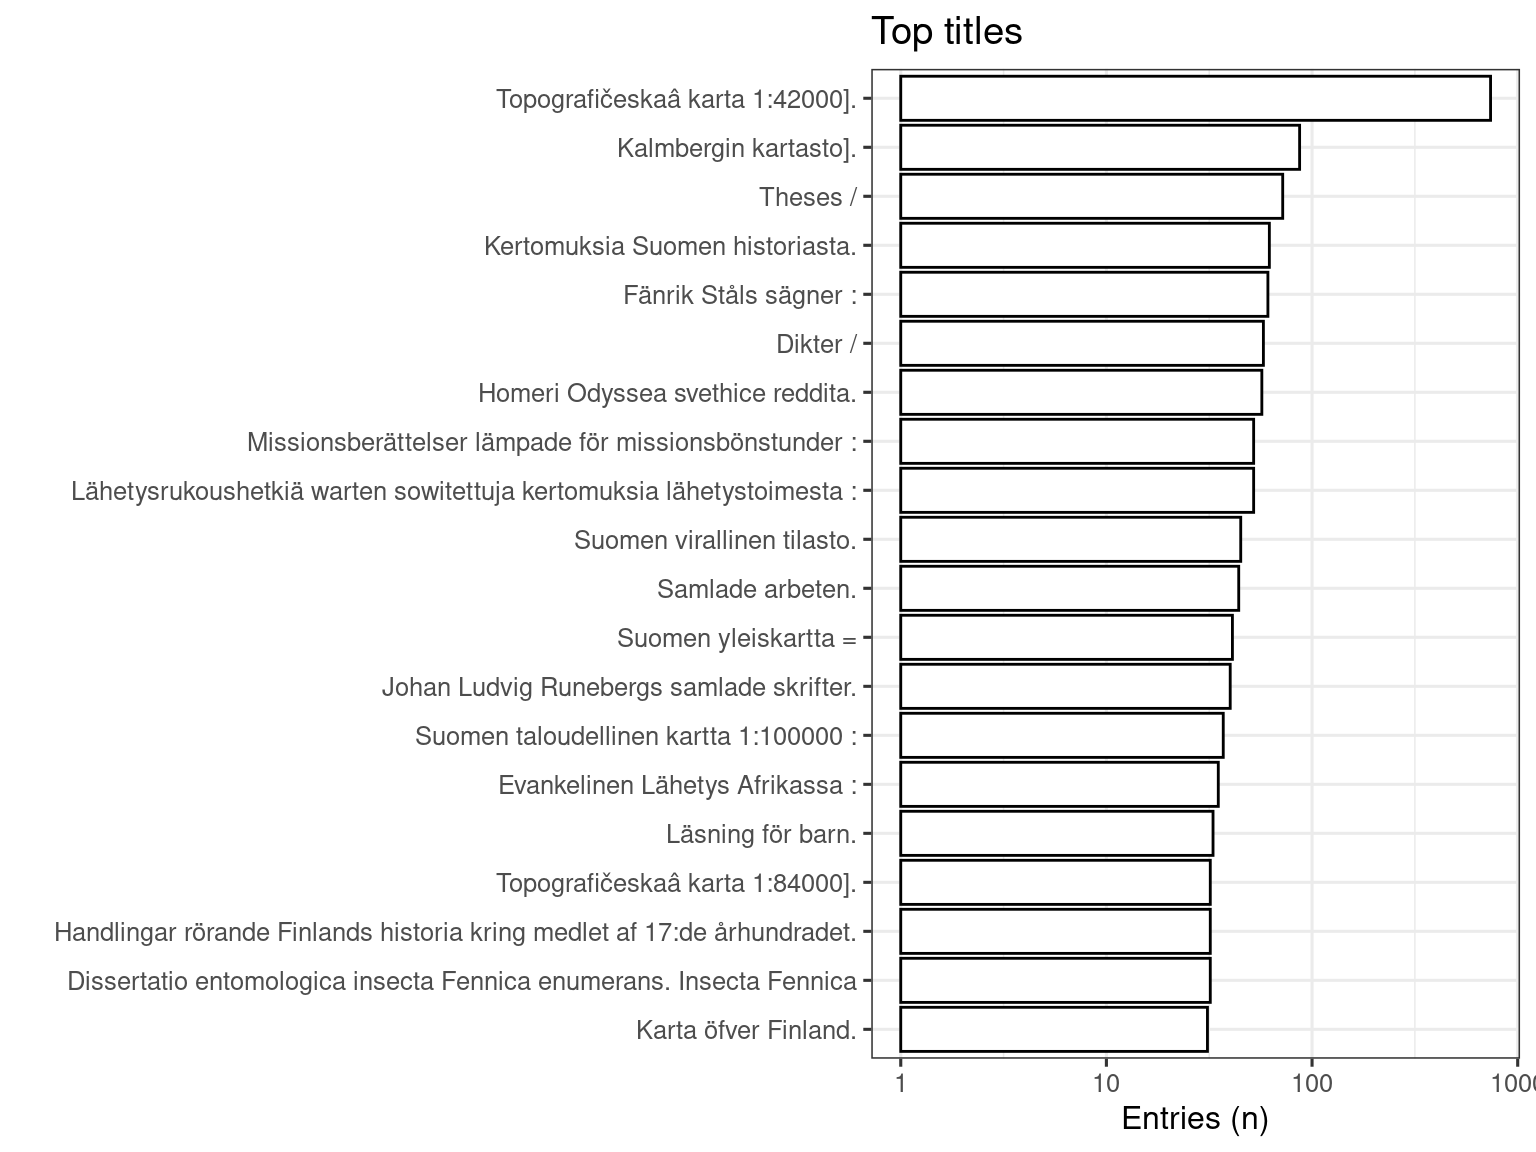 Top titles
Topografičeskaâ karta 1:42000].
Kalmbergin kartasto].
Theses /
Kertomuksia Suomen historiasta.
Fänrik Ståls sägner :
Dikter /
Homeri Odyssea svethice reddita.
Missionsberättelser lämpade för missionsbönstunder :
Lähetysrukoushetkiä warten sowitettuja kertomuksia lähetystoimesta :
Suomen virallinen tilasto.
Samlade arbeten.
Suomen yleiskartta =
Johan Ludvig Runebergs samlade skrifter.
Suomen taloudellinen kartta 1:100000 :
Evankelinen Lähetys Afrikassa :
Läsning för barn.
Topografičeskaâ karta 1:84000].
Handlingar rörande Finlands historia kring medlet af 17:de århundradet.
Dissertatio entomologica insecta Fennica enumerans. Insecta Fennica
Karta öfver Finland.
1 10 100 1000
Entries (n)